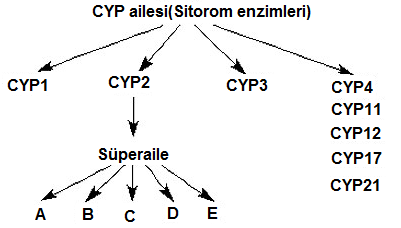 CYP ailesi(Sitorom enzimleri)
CYP1
CYP2
CYP3
CYP4
CYP11
CYP12
CYP17
CYP21
Süperaile
A
B
C
D
E